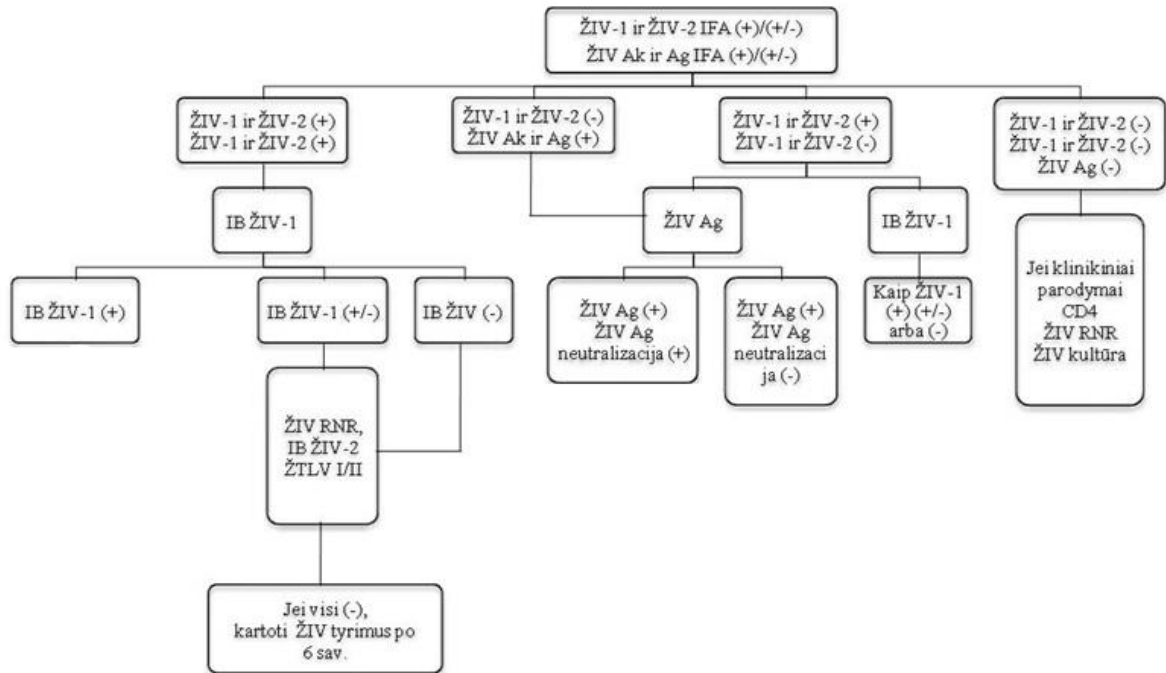 ŽIV-1 ir ŽIV-2 IFA (+)/(+/-)
ŽIV Ak ir Ag IFA (+)/(+/-)
ŽIV-1 ir ŽIV-2 (+)
ŽIV-1 ir ŽIV-2 (+)
ŽIV-1 ir ŽIV-2 (-)
ŽIV Ak ir Ag (+)
ŽIV-1 ir ŽIV-2 (+)
ŽIV-1 ir ŽIV-2 (-)
ŽIV-1 ir ŽIV-2 (-)
ŽIV-1 ir ŽIV-2 (-)
ŽIV Ag (-)
IB ŽIV-1
ŽIV Ag
IB ŽIV-1
Jei klinikiniai
parodymai
CD4
ŽIV RNR
ŽIV kultūra
IB ŽIV-1 (+)
IB ŽIV-1 (+/-)
IB ŽIV (-)
ŽIV Ag (+)
ŽIV Ag
neutralizacija (+)
ŽIV Ag (+)
ŽIV Ag
neutralizaci
ja (-)
Kaip ŽIV-1
(+) (+/-)
arba (-)
ŽIV RNR,
IB ŽIV-2
ŽTLV I/II
Jei visi (-),
kartoti ŽIV tyrimus po
6 sav.